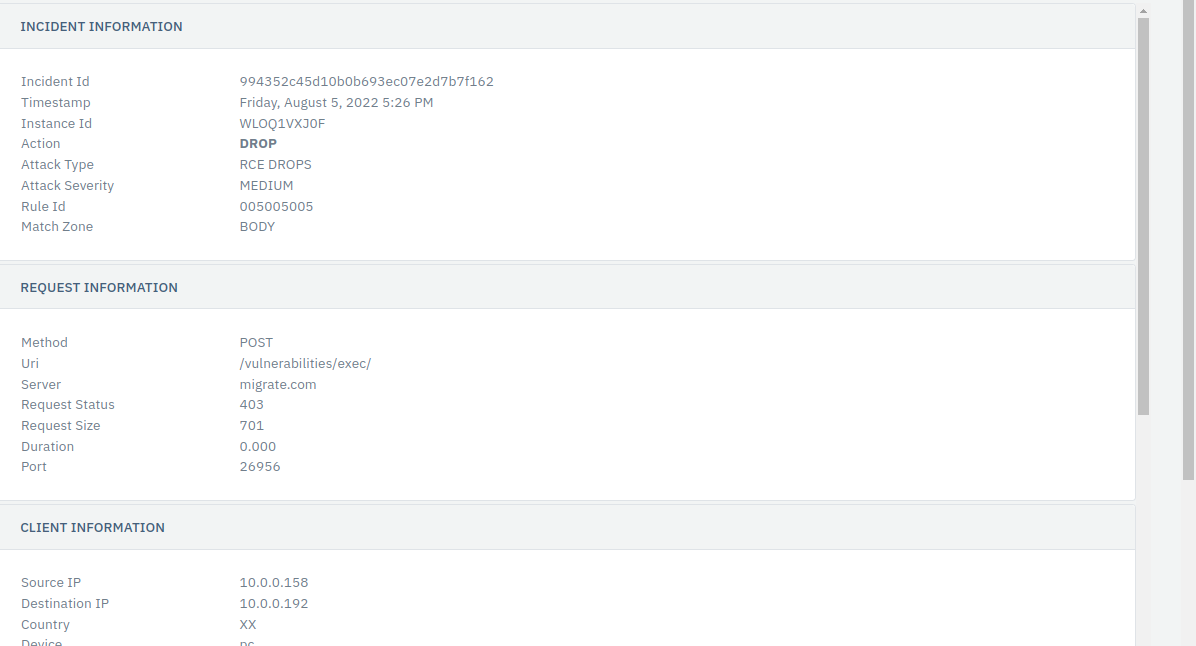 INCIDENT INFORMATION
Incident Id 994352c45d10b0b693ec07e2d7b7f162
Timestamp Friday, August 5, 2022 5:26 PM
Instance Id WLOQ1VXJ0F
Action DROP
Attack Type RCE DROPS
Attack Severity MEDIUM
Rule Id 005005005
Match Zone BODY
REQUEST INFORMATION
Method POST
Uri /vulnerabilities/exec/
Server migrate.com
Request Status 403
Request Size 701
Duration 0.000
Port 26956
CLIENT INFORMATION
Source IP 10.0.0.158
Destination IP 10.0.0.192
Country XX
Device pc